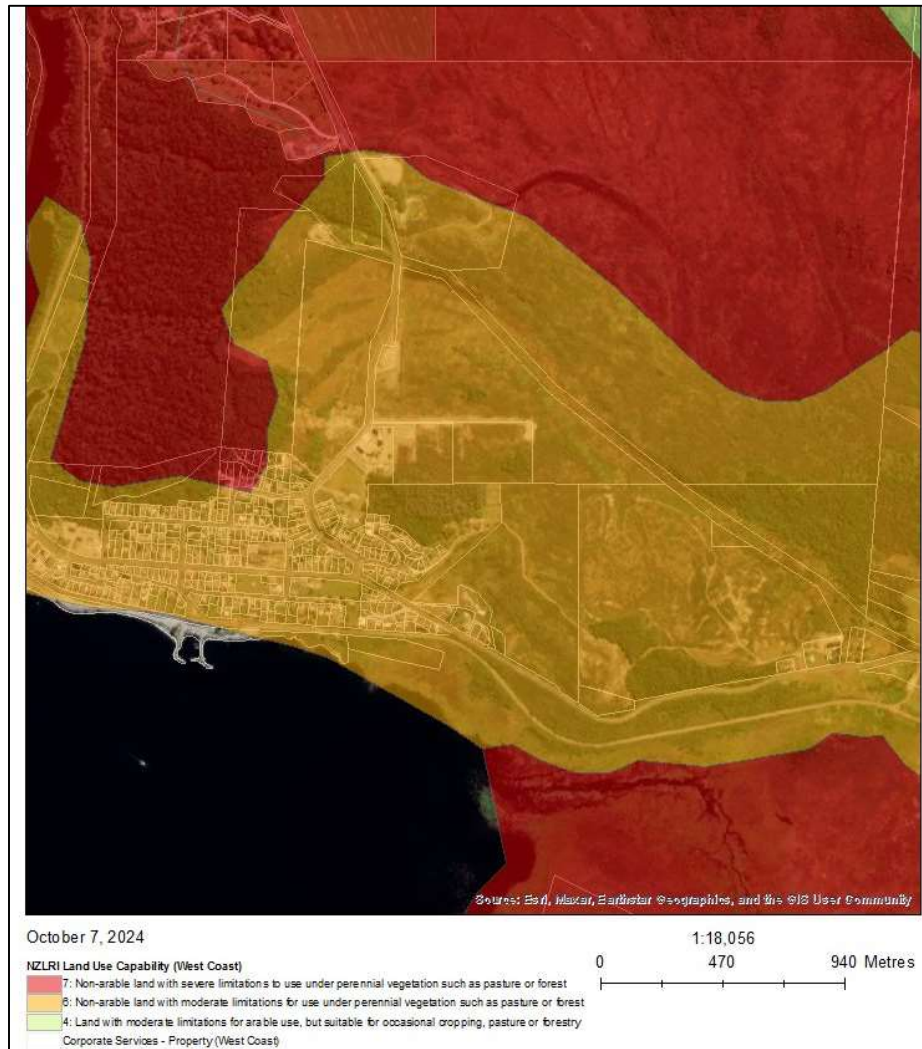 Source: Esri, Maxar, Earthstar Geographics, and the GIS User Community
October 7, 2024
1:18,056
0 470 940 Metres
NZLRI Land Use Capability (West Coast)
7: Non-arable land with severe limitations to use under perennial vegetation such as pasture or forest
6: Non-arable land with moderate limitations for use under perennial vegetation such as pasture or forest
4: Land with moderate limitations for arable use, but suitable for occasional cropping, pasture or forestry
Corporate Services - Property (West Coast)